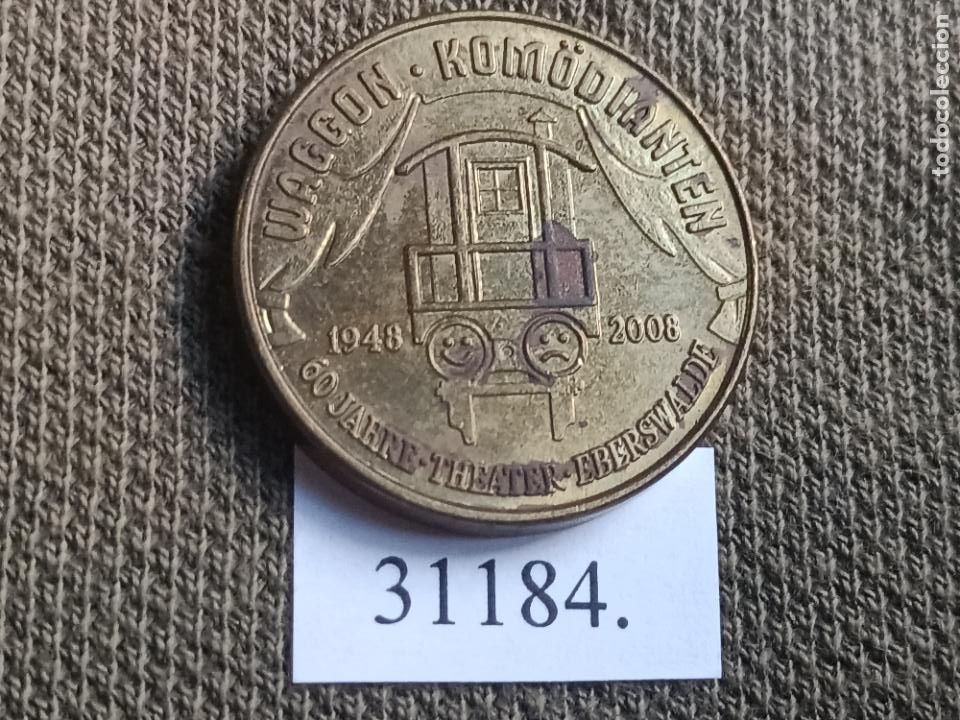 WAGGON · KOMÖDIANTEN
1948 2008
60 JAHRE · THEATER · EBERSWALDE
31184.
todocoleccion